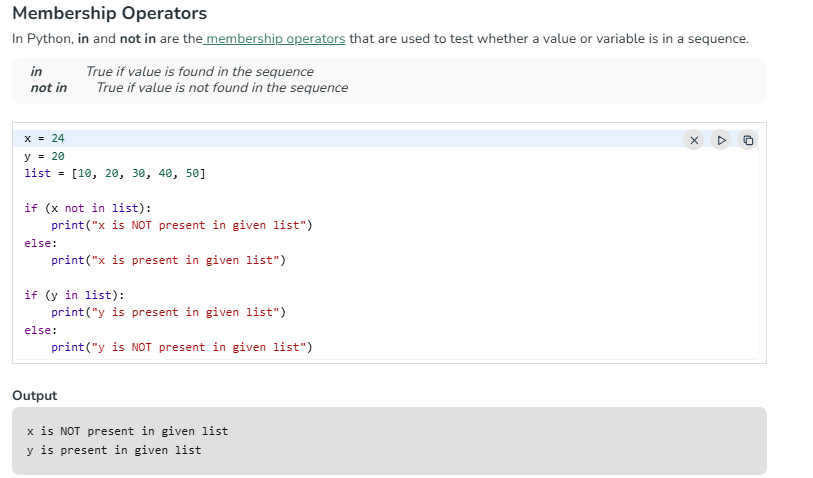 Membership Operators
In Python, in and not in are the membership operators that are used to test whether a value or variable is in a sequence.
in True if value is found in the sequence
not in True if value is not found in the sequence
x = 24
y = 20
list = [10, 20, 30, 40, 50]
if (x not in list):
    print("x is NOT present in given list")
else:
    print("x is present in given list")
if (y in list):
    print("y is present in given list")
else:
    print("y is NOT present in given list")
Output
x is NOT present in given list
y is present in given list